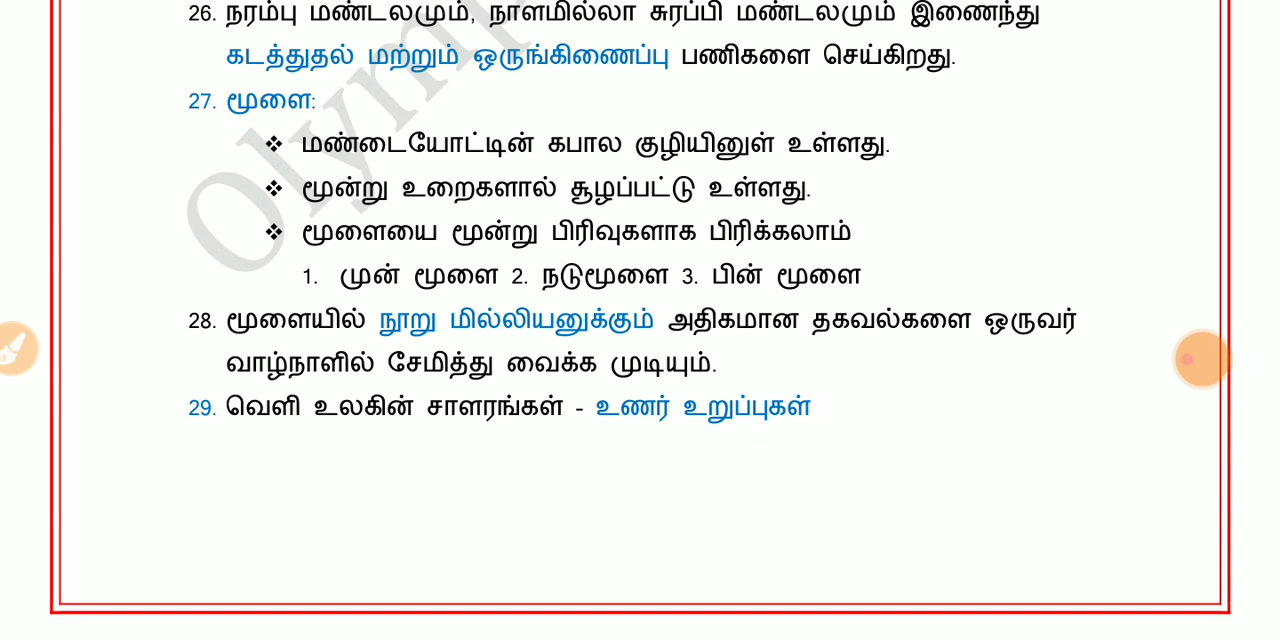 26. நரம்பு மண்டலமும், நாளமில்லா சுரப்பி மண்டலமும் இணைந்து
கடத்துதல் மற்றும் ஒருங்கிணைப்பு பணிகளை செய்கிறது.
27. மூளை:
❖ மண்டையோட்டின் கபால குழியினுள் உள்ளது.
❖ மூன்று உறைகளால் சூழப்பட்டு உள்ளது.
❖ மூளையை மூன்று பிரிவுகளாக பிரிக்கலாம்
1. முன் மூளை 2. நடுமூளை 3. பின் மூளை
28. மூளையில் நூறு மில்லியனுக்கும் அதிகமான தகவல்களை ஒருவர்
வாழ்நாளில் சேமித்து வைக்க முடியும்.
29. வெளி உலகின் சாளரங்கள் - உணர் உறுப்புகள்